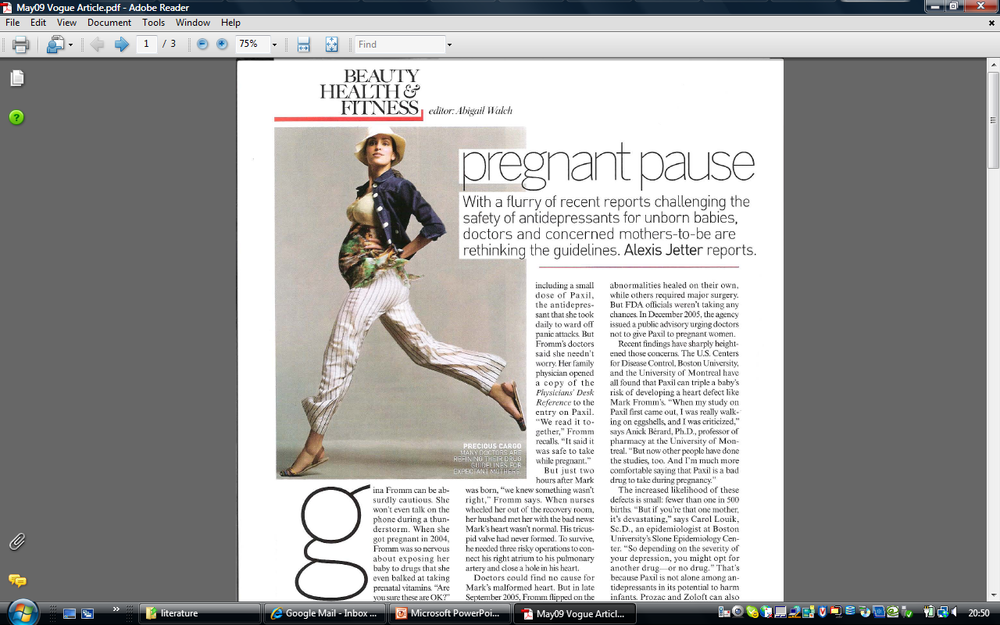 May09 Vogue Article.pdf - Adobe Reader
File Edit View Document Tools Window Help
1 / 3 75% Find
BEAUTY
HEALTH &
FITNESS
editor: Abigail Walch
pregnant pause
With a flurry of recent reports challenging the
safety of antidepressants for unborn babies,
doctors and concerned mothers-to-be are
rethinking the guidelines. Alexis Jetter reports.
PRECIOUS CARGO
MANY DOCTORS ARE
REFINING THEIR DRUG
GUIDELINES FOR
EXPECTANT MOTHERS.
gina Fromm can be ab-
surdly cautious. She
won't even talk on the
phone during a thun-
derstorm. When she
got pregnant in 2004,
Fromm was so nervous
about exposing her
baby to drugs that she
even balked at taking
prenatal vitamins. “Are
you sure these are OK?”
including a small
dose of Paxil,
the antidepres-
sant that she took
daily to ward off
panic attacks. But
Fromm's doctors
said she needn't
worry. Her family
physician opened
a copy of the
Physicians' Desk
Reference to the
entry on Paxil.
“We read it to-
gether,” Fromm
recalls. “It said it
was safe to take
while pregnant.”
But just two
hours after Mark
was born, “we knew something wasn't
right,” Fromm says. When nurses
wheeled her out of the recovery room,
her husband met her with the bad news:
Mark's heart wasn't normal. His tricus-
pid valve had never formed. To survive,
he needed three risky operations to con-
nect his right atrium to his pulmonary
artery and close a hole in his heart.
Doctors could find no cause for
Mark's malformed heart. But in late
September 2005, Fromm flipped on the
abnormalities healed on their own,
while others required major surgery.
But FDA officials weren't taking any
chances. In December 2005, the agency
issued a public advisory urging doctors
not to give Paxil to pregnant women.
Recent findings have sharply height-
ened those concerns. The U.S. Centers
for Disease Control, Boston University,
and the University of Montreal have
all found that Paxil can triple a baby's
risk of developing a heart defect like
Mark Fromm's. “When my study on
Paxil first came out, I was really walk-
ing on eggshells, and I was criticized,”
says Anick Bérard, Ph.D., professor of
pharmacy at the University of Mon-
treal. “But now other people have done
the studies, too. And I'm much more
comfortable saying that Paxil is a bad
drug to take during pregnancy.”
The increased likelihood of these
defects is small: fewer than one in 500
births. “But if you're that one mother,
it's devastating,” says Carol Louik,
Sc.D., an epidemiologist at Boston
University's Slone Epidemiology Cen-
ter. “So depending on the severity of
your depression, you might opt for
another drug—or no drug.” That's
because Paxil is not alone among an-
tidepressants in its potential to harm
infants. Prozac and Zoloft can also
literature
Google Mail - Inbox ...
Microsoft PowerPoi...
May09 Vogue Articl...
20:50